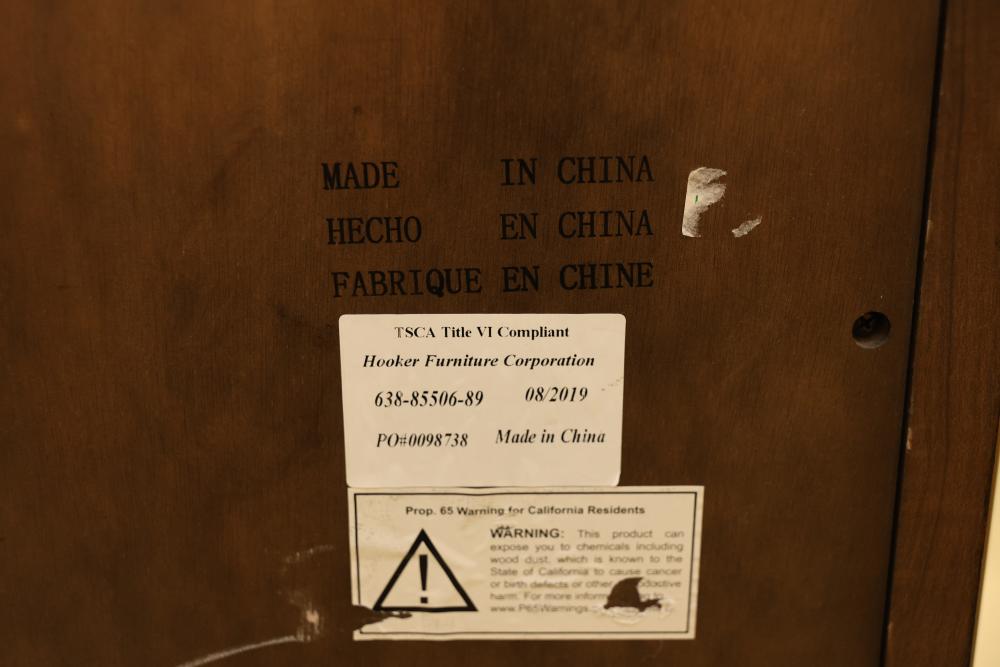 MADE IN CHINA
HECHO EN CHINA
FABRIQUE EN CHINE
TSCA Title VI Compliant
Hooker Furniture Corporation
638-85506-89 08/2019
PO#0098738 Made in China
Prop. 65 Warning for California Residents
WARNING: This product can
expose you to chemicals including
wood dust, which is known to the
State of California to cause cancer
or birth defects or other
harm. For more to
www.P65Warnings.